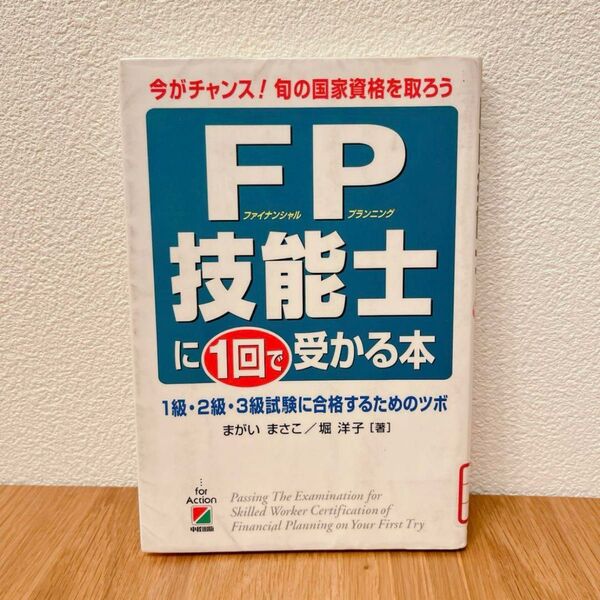 今がチャンス！旬の国家資格を取ろう
FP
ファイナンシャル プランニング
技能士
に1回で受かる本
1級・2級・3級試験に合格するためのツボ
まがい まさこ／堀 洋子［著］
…for
Action
中経出版
Passing The Examination for
Skilled Worker Certification of
Financial Planning on Your First Try